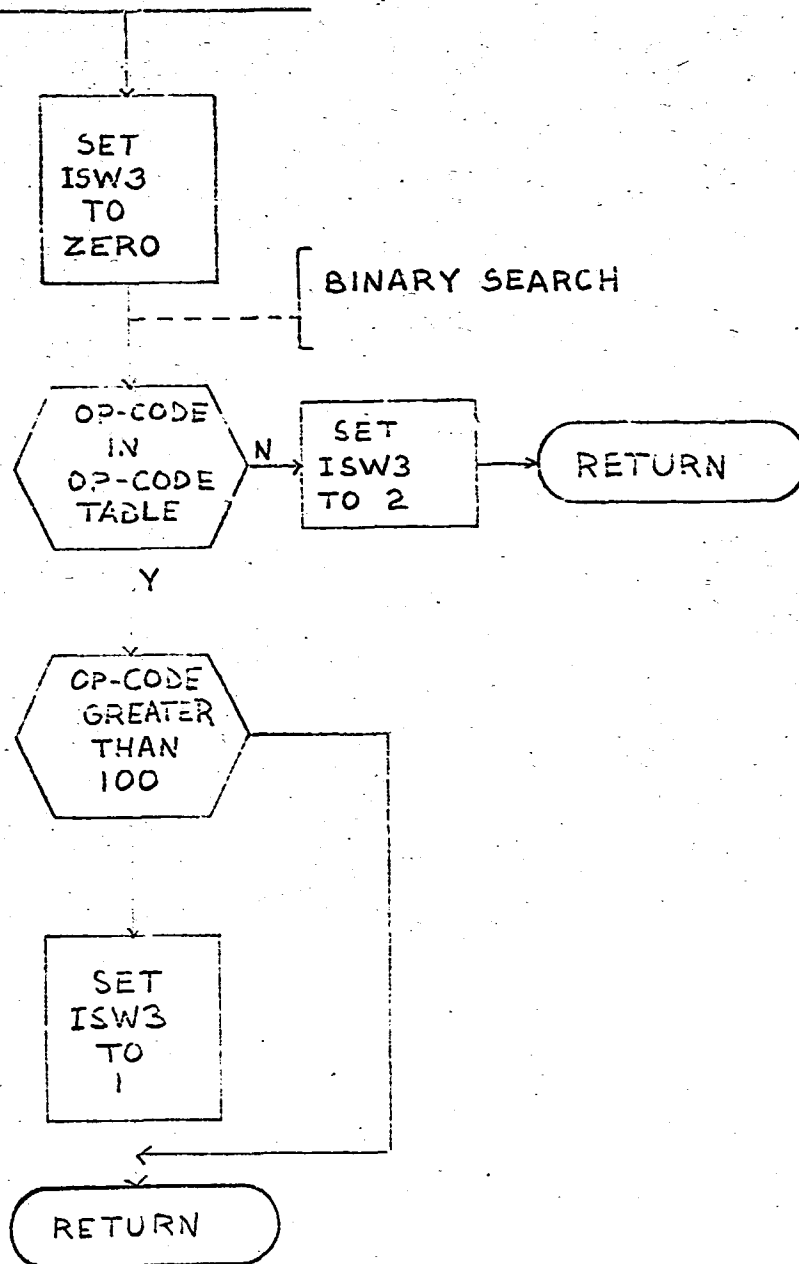 SET
ISW3
TO
ZERO
BINARY SEARCH
OP-CODE
IN
OP-CODE
TABLE
N
SET
ISW3
TO 2
RETURN
Y
OP-CODE
GREATER
THAN
100
SET
ISW3
TO
1
RETURN